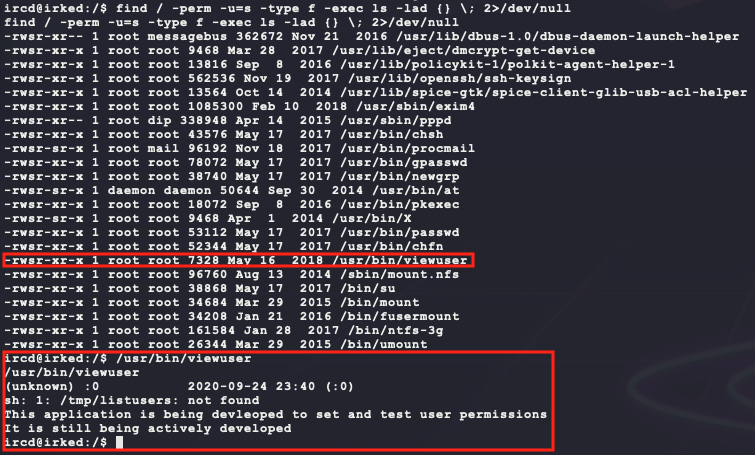 ircd@irked:/$ find / -perm -u=s -type f -exec ls -lad {} \; 2>/dev/null
find / -perm -u=s -type f -exec ls -lad {} \; 2>/dev/null
-rwsr-xr-- 1 root messagebus 362672 Nov 21  2016 /usr/lib/dbus-1.0/dbus-daemon-launch-helper
-rwsr-xr-x 1 root root 9468 Mar 28  2017 /usr/lib/eject/dmcrypt-get-device
-rwsr-xr-x 1 root root 13816 Sep  8  2016 /usr/lib/policykit-1/polkit-agent-helper-1
-rwsr-xr-x 1 root root 562536 Nov 19  2017 /usr/lib/openssh/ssh-keysign
-rwsr-xr-x 1 root root 13564 Oct 14  2014 /usr/lib/spice-gtk/spice-client-glib-usb-acl-helper
-rwsr-xr-x 1 root root 1085300 Feb 10  2018 /usr/sbin/exim4
-rwsr-xr-- 1 root dip 338948 Apr 14  2015 /usr/sbin/pppd
-rwsr-xr-x 1 root root 43576 May 17  2017 /usr/bin/chsh
-rwsr-sr-x 1 root mail 96192 Nov 18  2017 /usr/bin/procmail
-rwsr-xr-x 1 root root 78072 May 17  2017 /usr/bin/gpasswd
-rwsr-xr-x 1 root root 38740 May 17  2017 /usr/bin/newgrp
-rwsr-sr-x 1 daemon daemon 50644 Sep 30  2014 /usr/bin/at
-rwsr-xr-x 1 root root 18072 Sep  8  2016 /usr/bin/pkexec
-rwsr-sr-x 1 root root 9468 Apr  1  2014 /usr/bin/X
-rwsr-xr-x 1 root root 53112 May 17  2017 /usr/bin/passwd
-rwsr-xr-x 1 root root 52344 May 17  2017 /usr/bin/chfn
-rwsr-xr-x 1 root root 7328 May 16  2018 /usr/bin/viewuser
-rwsr-xr-x 1 root root 96760 Aug 13  2014 /sbin/mount.nfs
-rwsr-xr-x 1 root root 38868 May 17  2017 /bin/su
-rwsr-xr-x 1 root root 34684 Mar 29  2015 /bin/mount
-rwsr-xr-x 1 root root 34208 Jan 21  2016 /bin/fusermount
-rwsr-xr-x 1 root root 161584 Jan 28  2017 /bin/ntfs-3g
-rwsr-xr-x 1 root root 26344 Mar 29  2015 /bin/umount
ircd@irked:/$ /usr/bin/viewuser
/usr/bin/viewuser
(unknown) :0           2020-09-24 23:40 (:0)
sh: 1: /tmp/listusers: not found
This application is being devleoped to set and test user permissions
It is still being actively developed
ircd@irked:/$